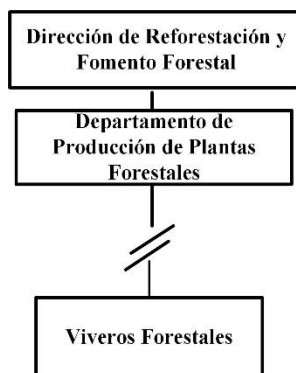 Dirección de Reforestación y
Fomento Forestal
Departamento de
Producción de Plantas
Forestales
Viveros Forestales